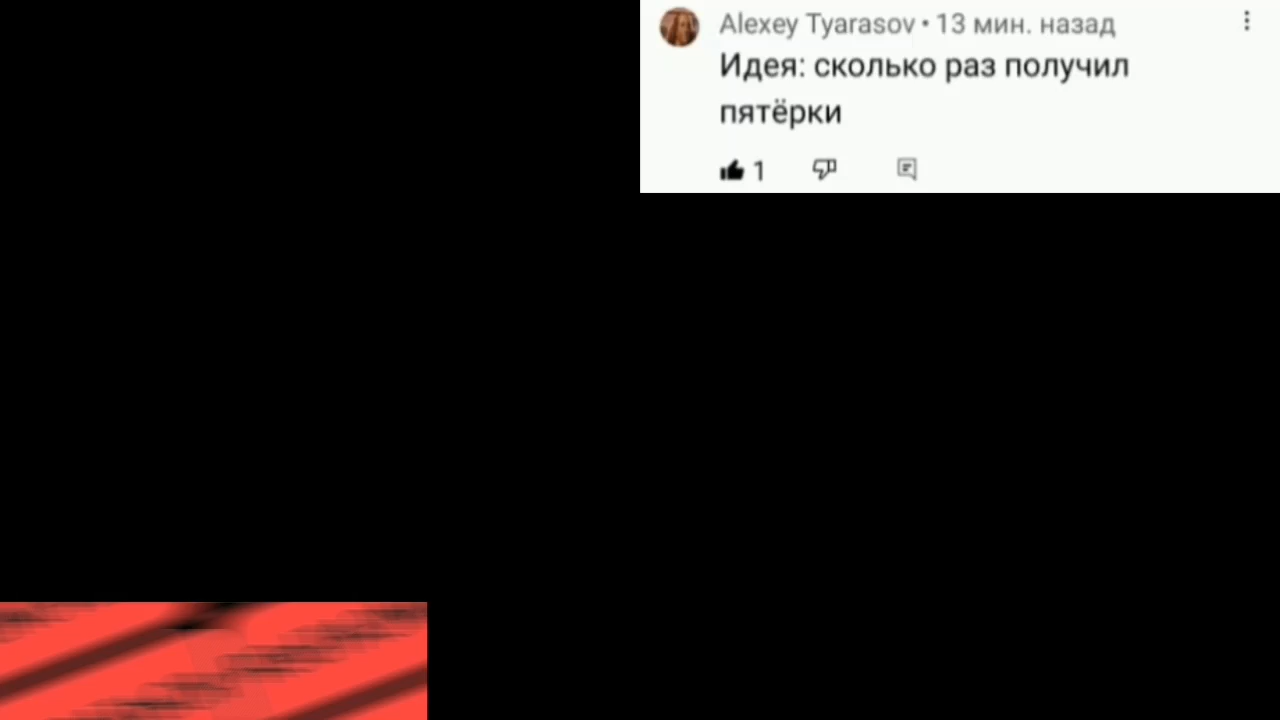 Alexey Tyarasov • 13 мин. назад
Идея: сколько раз получил
пятёрки
1